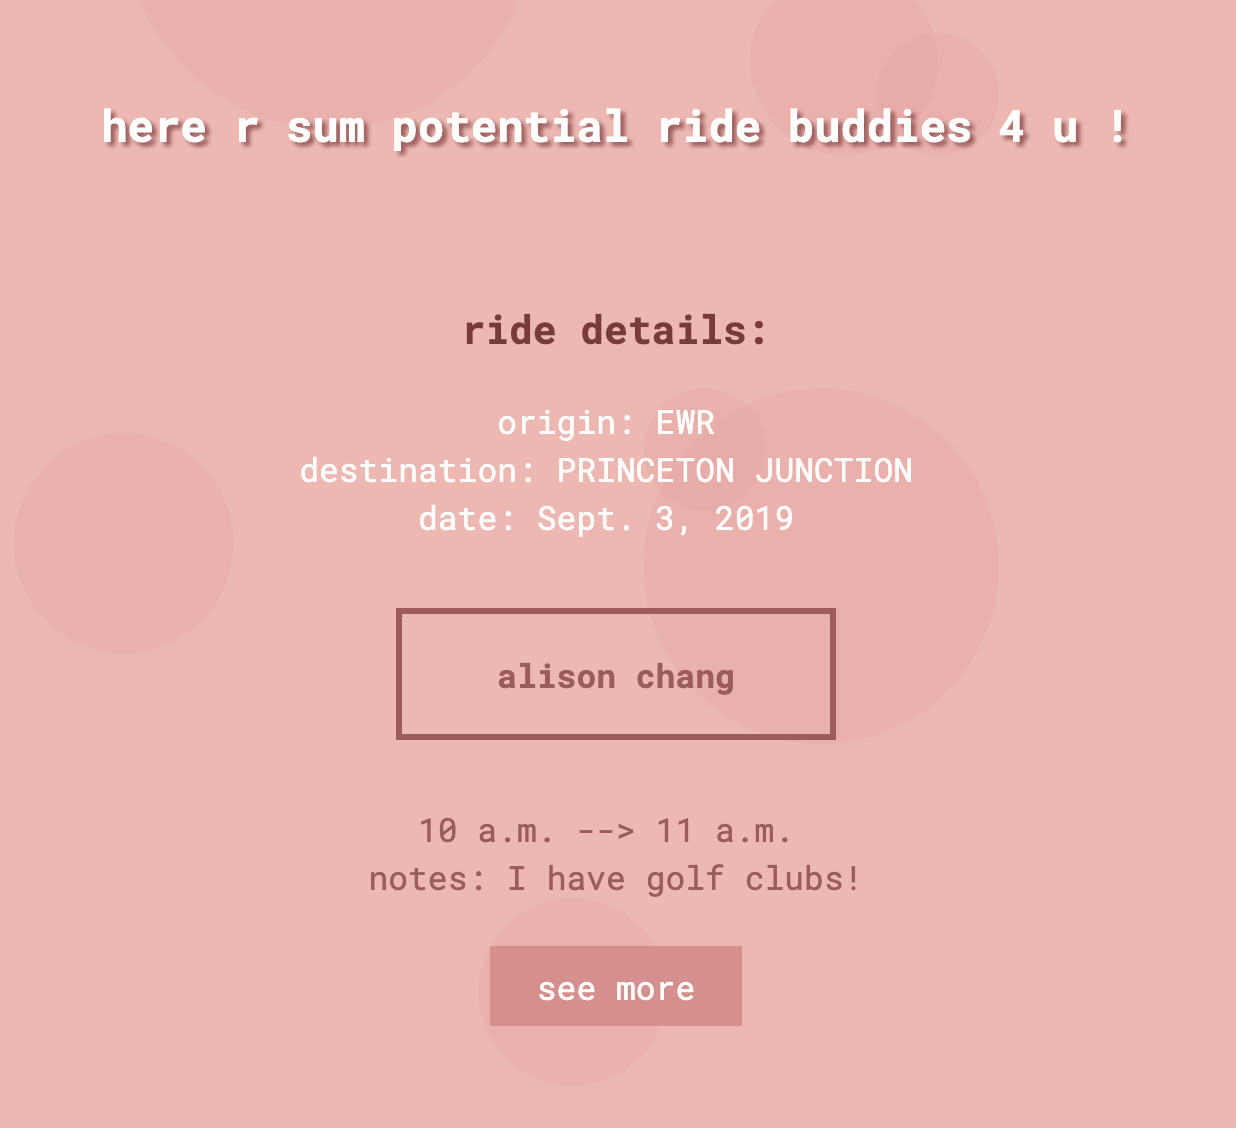 here r sum potential ride buddies 4 u !
ride details:
origin: EWR
destination: PRINCETON JUNCTION
date: Sept. 3, 2019
alison chang
10 a.m. --> 11 a.m.
notes: I have golf clubs!
see more